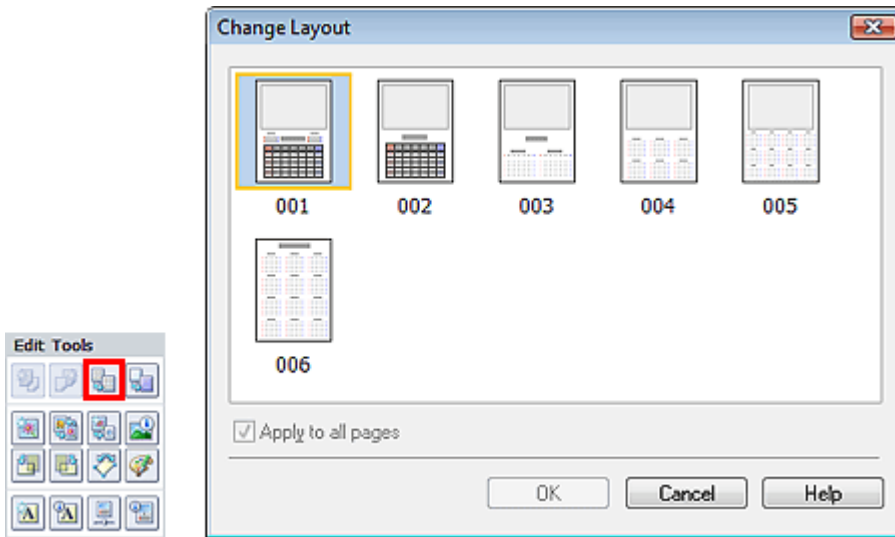 Change Layout
001 002 003 004 005
006
Edit Tools
Apply to all pages
OK Cancel Help